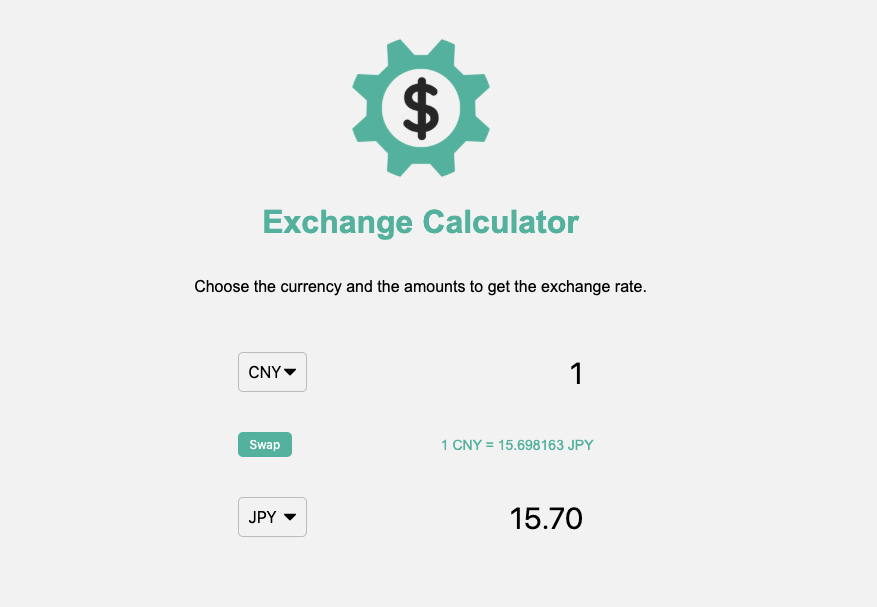 $
Exchange Calculator
Choose the currency and the amounts to get the exchange rate.
CNY 1
Swap 1 CNY = 15.698163 JPY
JPY 15.70